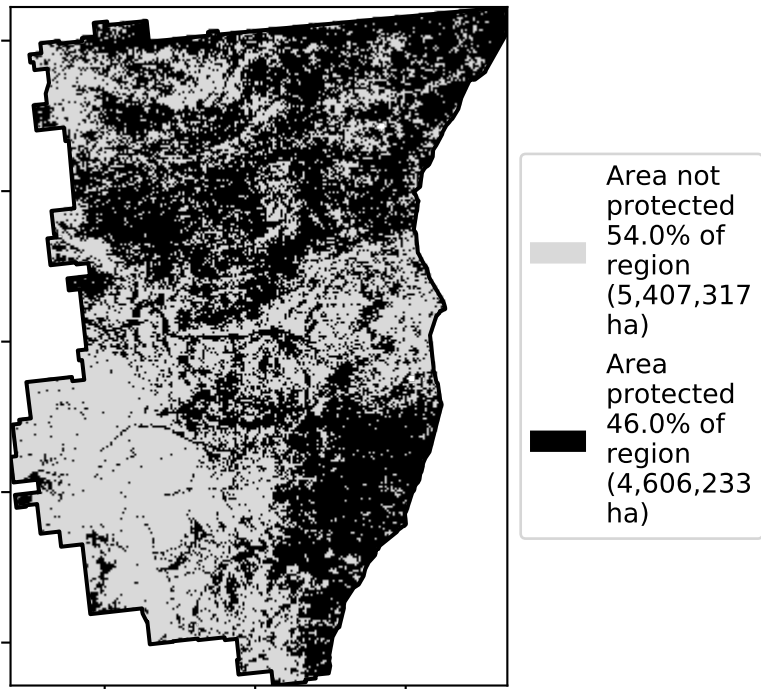 Area not
protected
54.0% of
region
(5,407,317
ha)
Area
protected
46.0% of
region
(4,606,233
ha)